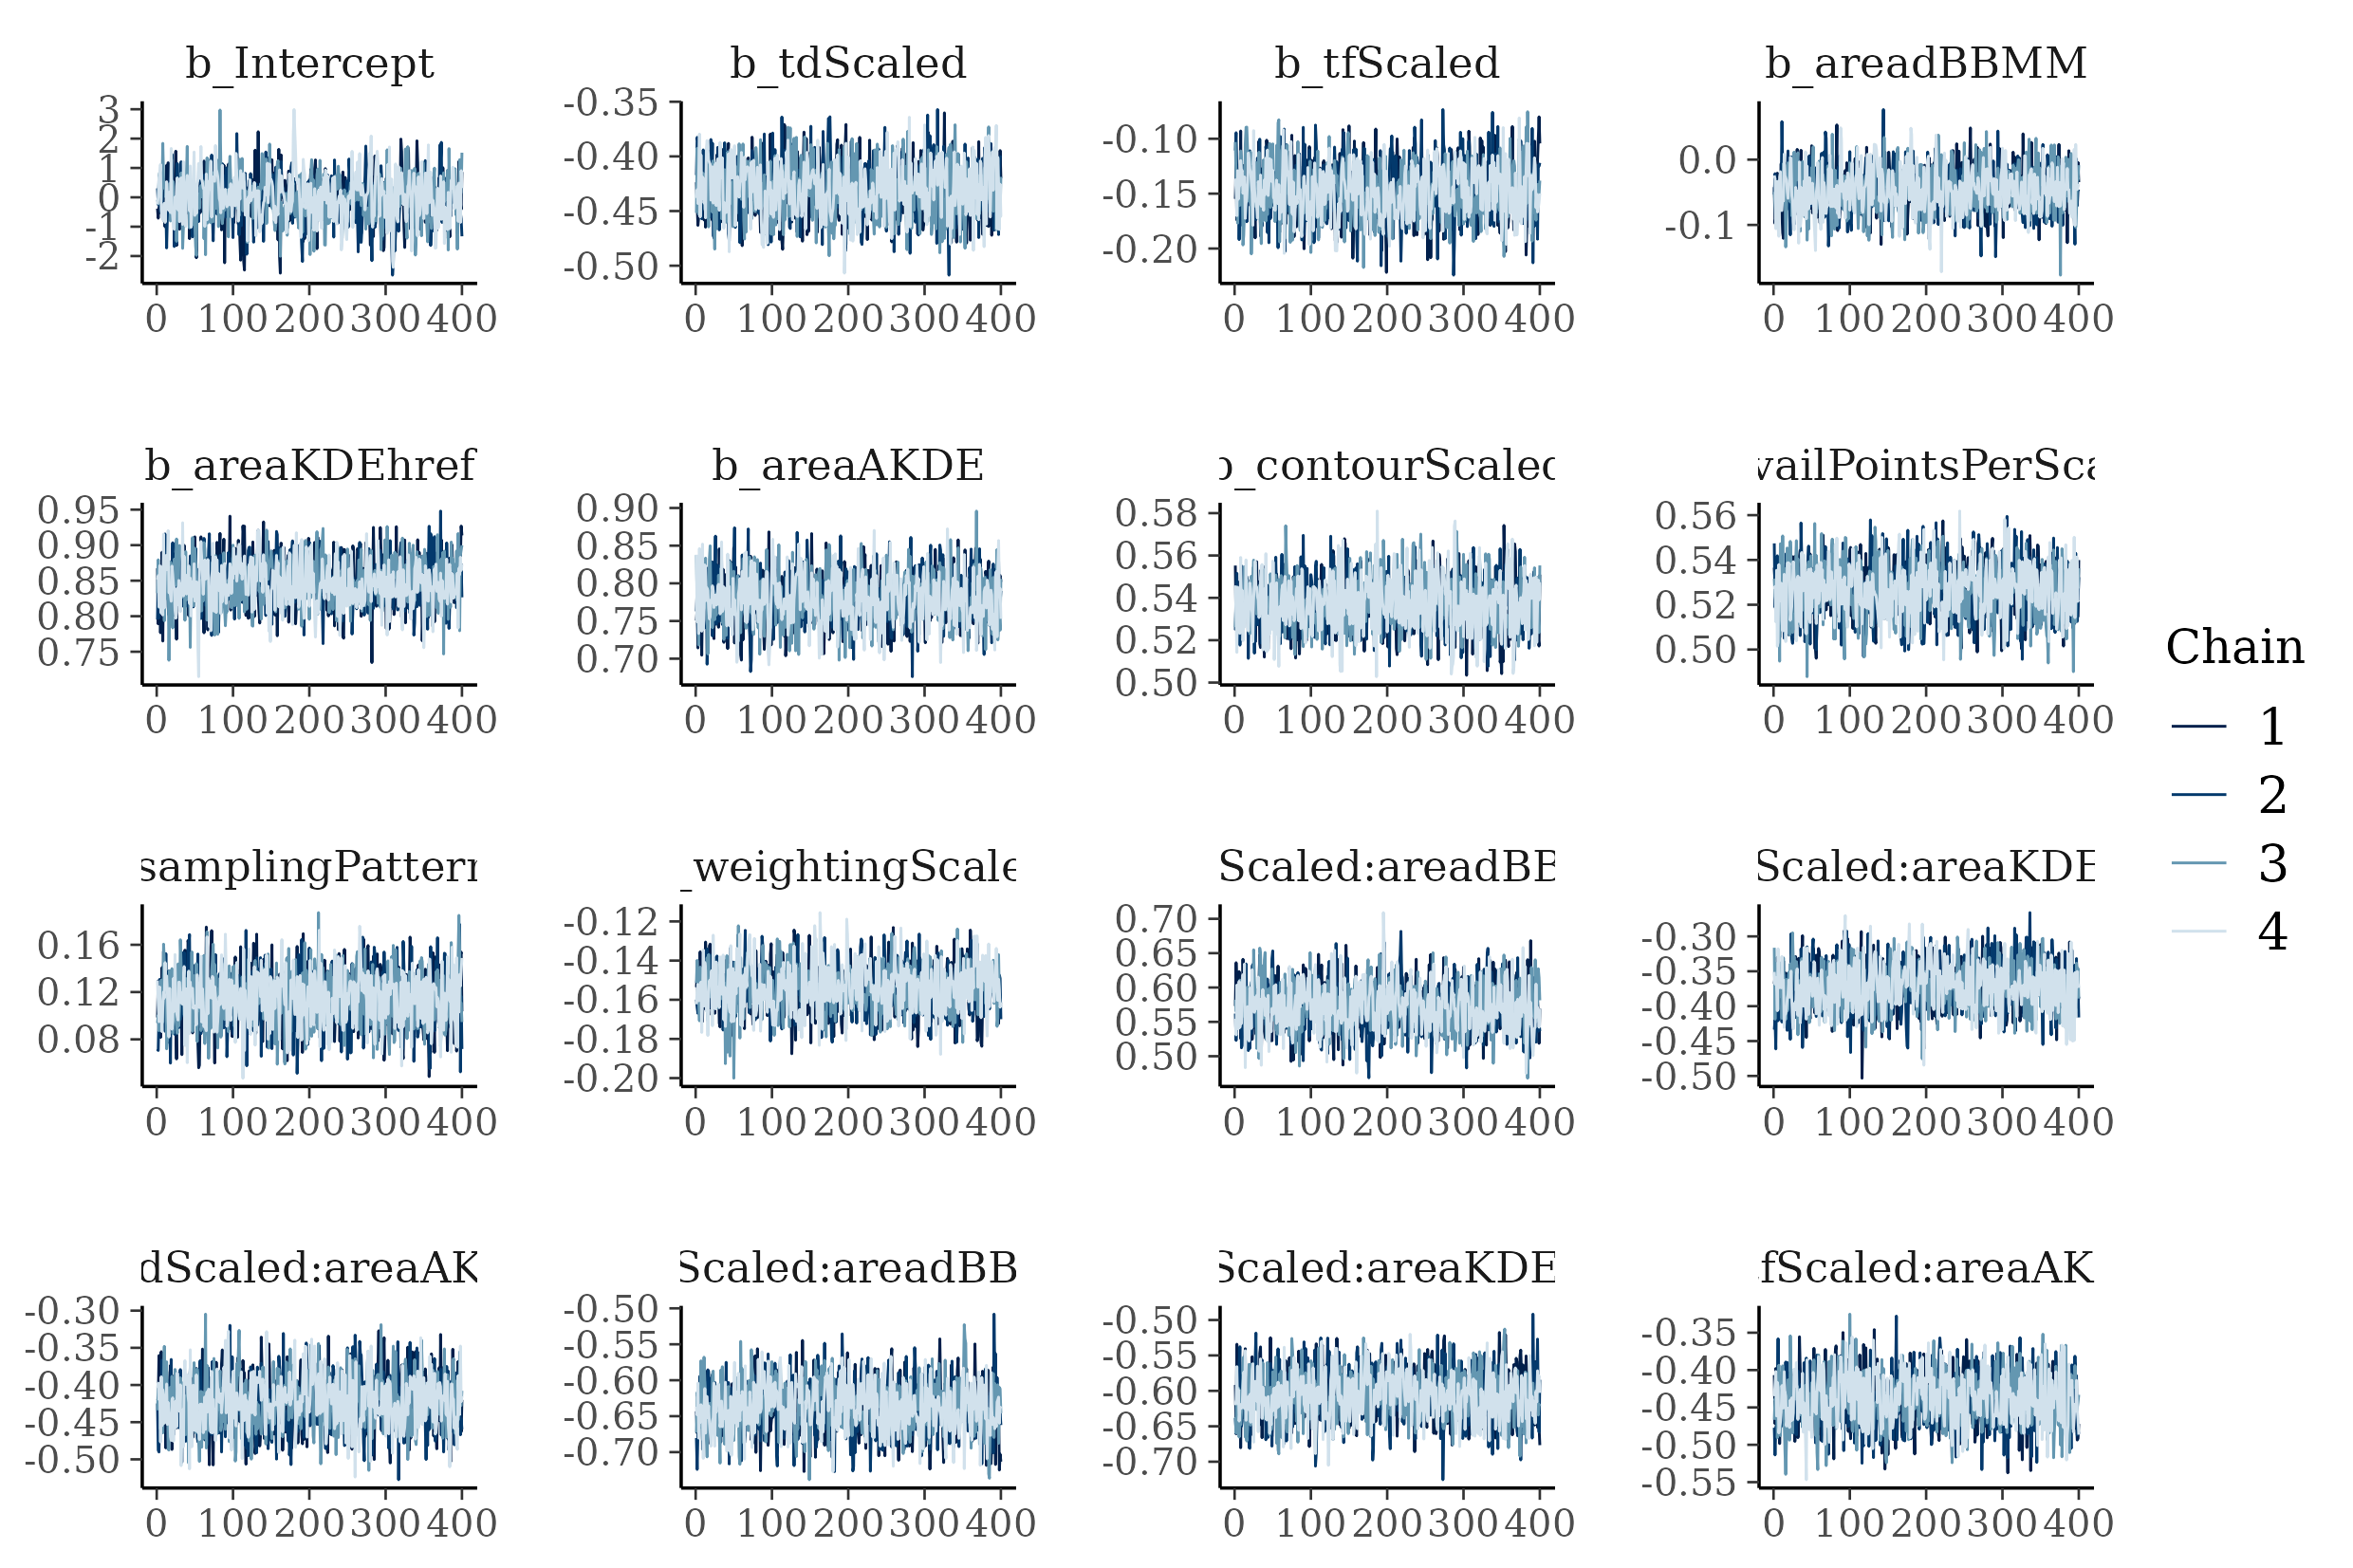 b_Intercept b_tdScaled b_tfScaled b_areadBBMM
3 2 1 0 -1 -2
-0.35 -0.40 -0.45 -0.50
-0.10 -0.15 -0.20
0.0 -0.1
0 100 200 300 400 0 100 200 300 400 0 100 200 300 400 0 100 200 300 400
b_areaKDEhref b_areaAKDE b_contourScaled vailPointsPerSca
0.95 0.90 0.85 0.80 0.75
0.90 0.85 0.80 0.75 0.70
0.58 0.56 0.54 0.52 0.50
0.56 0.54 0.52 0.50
0 100 200 300 400 0 100 200 300 400 0 100 200 300 400 0 100 200 300 400
samplingPattern _weightingScale Scaled:areadBB Scaled:areaKDE
0.16 0.12 0.08
-0.12 -0.14 -0.16 -0.18 -0.20
0.70 0.65 0.60 0.55 0.50
-0.30 -0.35 -0.40 -0.45 -0.50
0 100 200 300 400 0 100 200 300 400 0 100 200 300 400 0 100 200 300 400
dScaled:areaAK Scaled:areadBB Scaled:areaKDE fScaled:areaAK
-0.30 -0.35 -0.40 -0.45 -0.50
-0.50 -0.55 -0.60 -0.65 -0.70
-0.50 -0.55 -0.60 -0.65 -0.70
-0.35 -0.40 -0.45 -0.50 -0.55
0 100 200 300 400 0 100 200 300 400 0 100 200 300 400 0 100 200 300 400
Chain
1
2
3
4